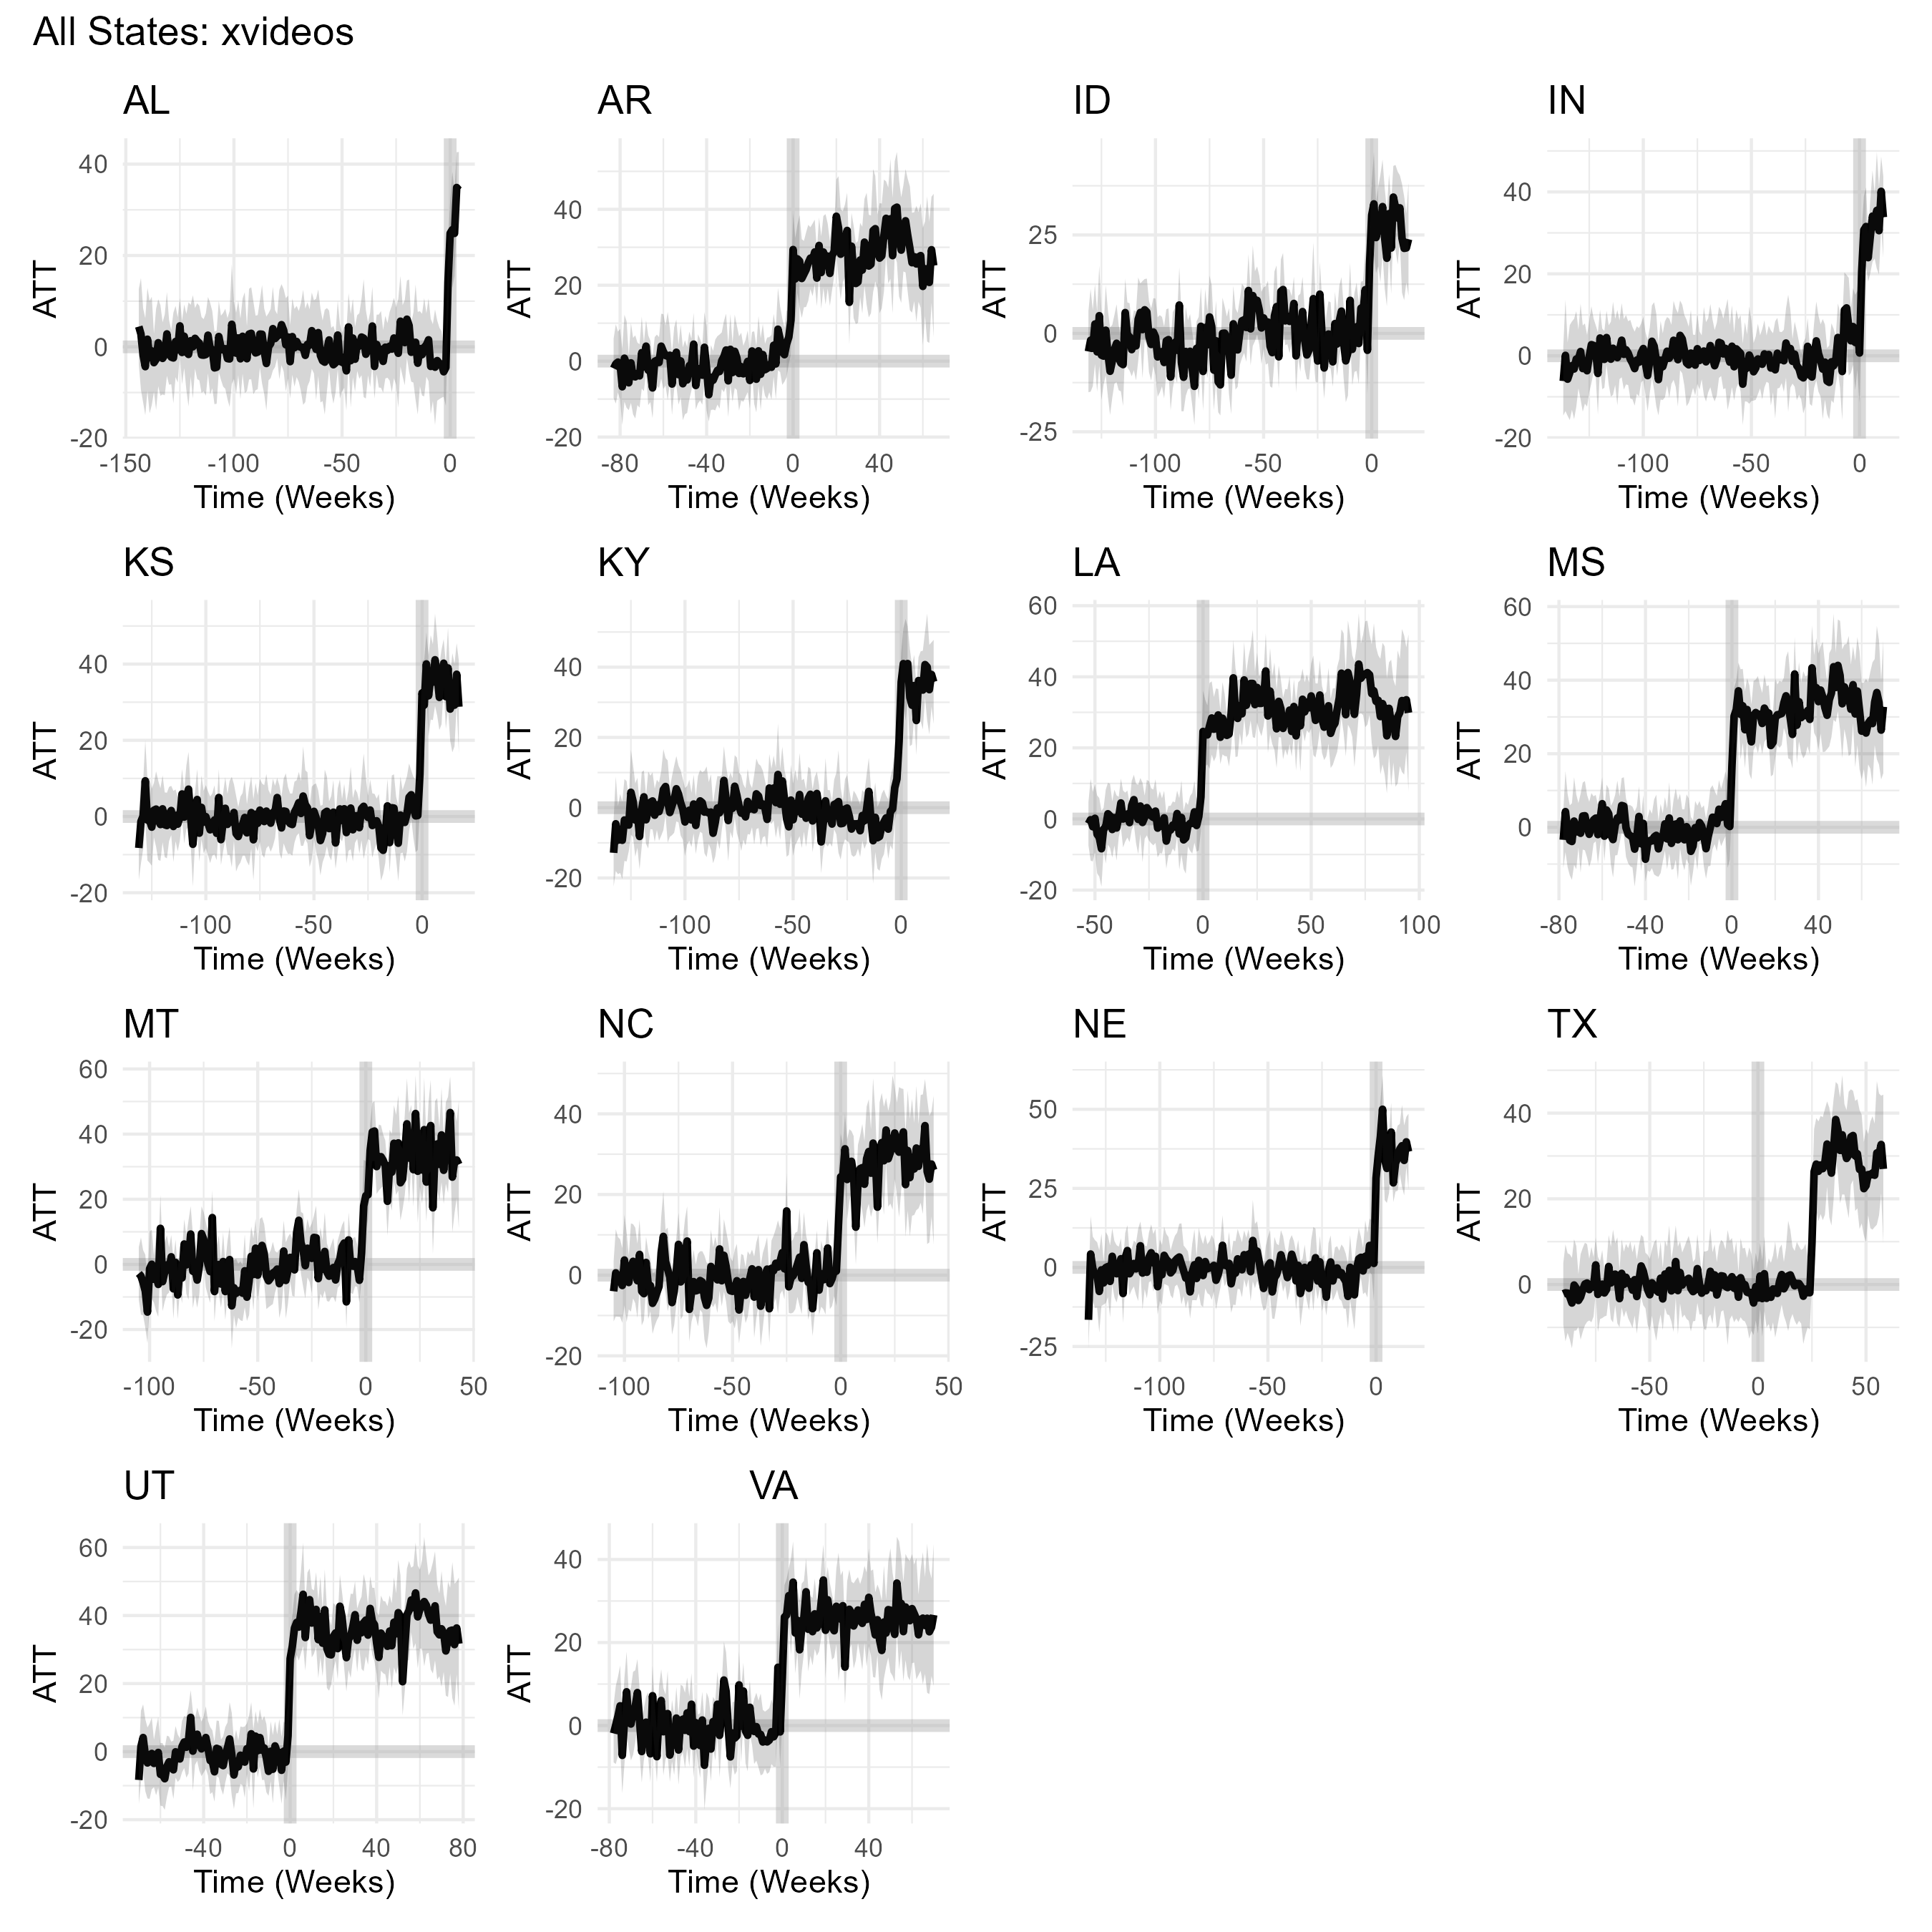 All States: xvideos
AL AR ID IN
40 20 0 -20
-150 -100 -50 0
ATT
Time (Weeks)
40 20 0 -20
-80 -40 0 40
ATT
Time (Weeks)
25 0 -25
-100 -50 0
ATT
Time (Weeks)
40 20 0 -20
-100 -50 0
ATT
Time (Weeks)
KS KY LA MS
40 20 0 -20
-100 -50 0
ATT
Time (Weeks)
40 20 0 -20
-100 -50 0
ATT
Time (Weeks)
60 40 20 0 -20
-50 0 50 100
ATT
Time (Weeks)
60 40 20 0
-80 -40 0 40
ATT
Time (Weeks)
MT NC NE TX
60 40 20 0 -20
-100 -50 0 50
ATT
Time (Weeks)
40 20 0 -20
-100 -50 0 50
ATT
Time (Weeks)
50 25 0 -25
-100 -50 0
ATT
Time (Weeks)
40 20 0
-50 0 50
ATT
Time (Weeks)
UT VA
60 40 20 0 -20
-40 0 40 80
ATT
Time (Weeks)
40 20 0 -20
-80 -40 0 40
ATT
Time (Weeks)